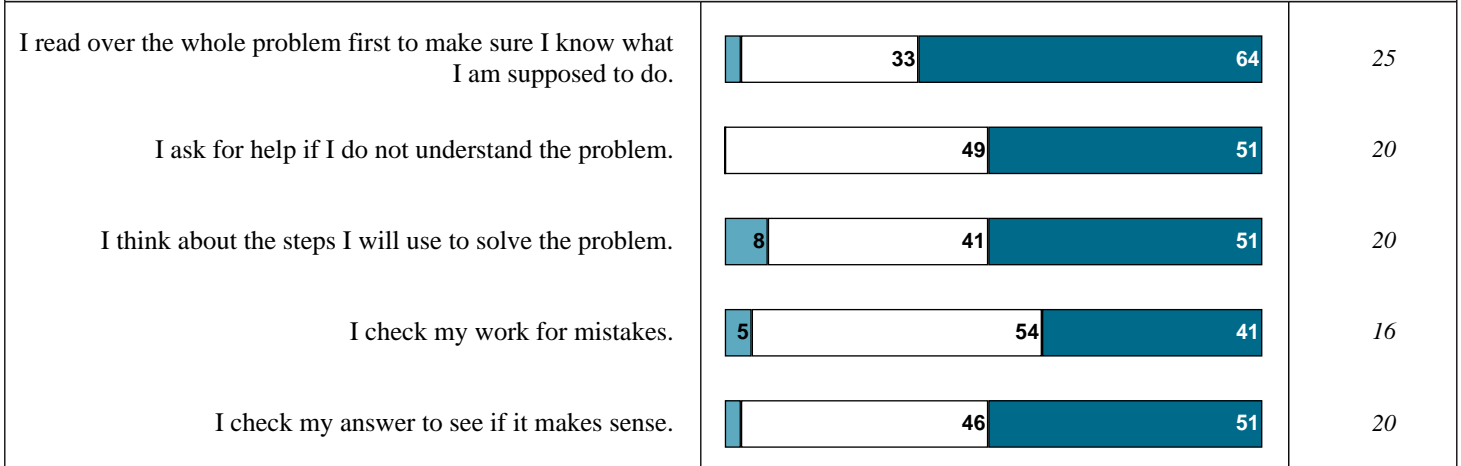 I read over the whole problem first to make sure I know what
I am supposed to do.
33 64 25
I ask for help if I do not understand the problem.
49 51 20
I think about the steps I will use to solve the problem.
8 41 51 20
I check my work for mistakes.
5 54 41 16
I check my answer to see if it makes sense.
46 51 20